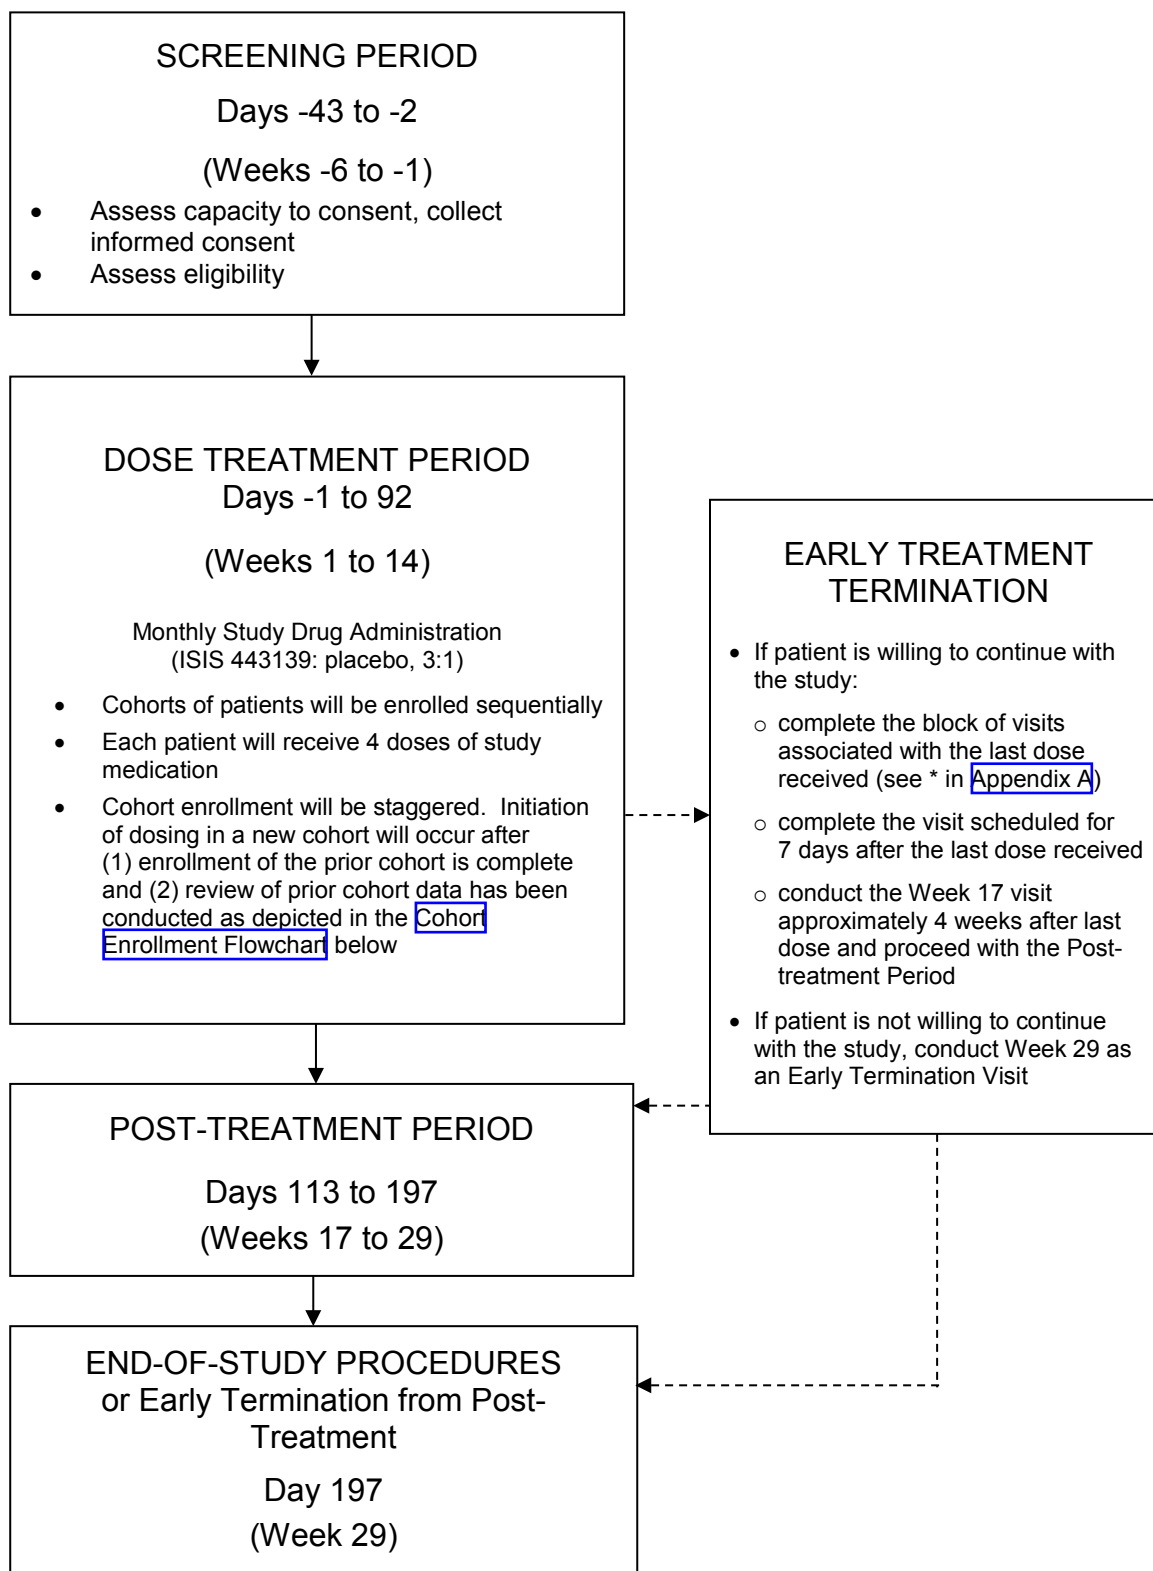 SCREENING PERIOD
Days -43 to -2
(Weeks -6 to -1)
• Assess capacity to consent, collect
informed consent
• Assess eligibility
DOSE TREATMENT PERIOD
Days -1 to 92
(Weeks 1 to 14)
Monthly Study Drug Administration
(ISIS 443139: placebo, 3:1)
• Cohorts of patients will be enrolled sequentially
• Each patient will receive 4 doses of study
medication
• Cohort enrollment will be staggered.  Initiation
of dosing in a new cohort will occur after
(1) enrollment of the prior cohort is complete
and (2) review of prior cohort data has been
conducted as depicted in the Cohort
Enrollment Flowchart below
EARLY TREATMENT
TERMINATION
• If patient is willing to continue with
the study:
○ complete the block of visits
associated with the last dose
received (see * in Appendix A)
○ complete the visit scheduled for
7 days after the last dose received
○ conduct the Week 17 visit
approximately 4 weeks after last
dose and proceed with the Post-
treatment Period
• If patient is not willing to continue
with the study, conduct Week 29 as
an Early Termination Visit
POST-TREATMENT PERIOD
Days 113 to 197
(Weeks 17 to 29)
END-OF-STUDY PROCEDURES
or Early Termination from Post-
Treatment
Day 197
(Week 29)